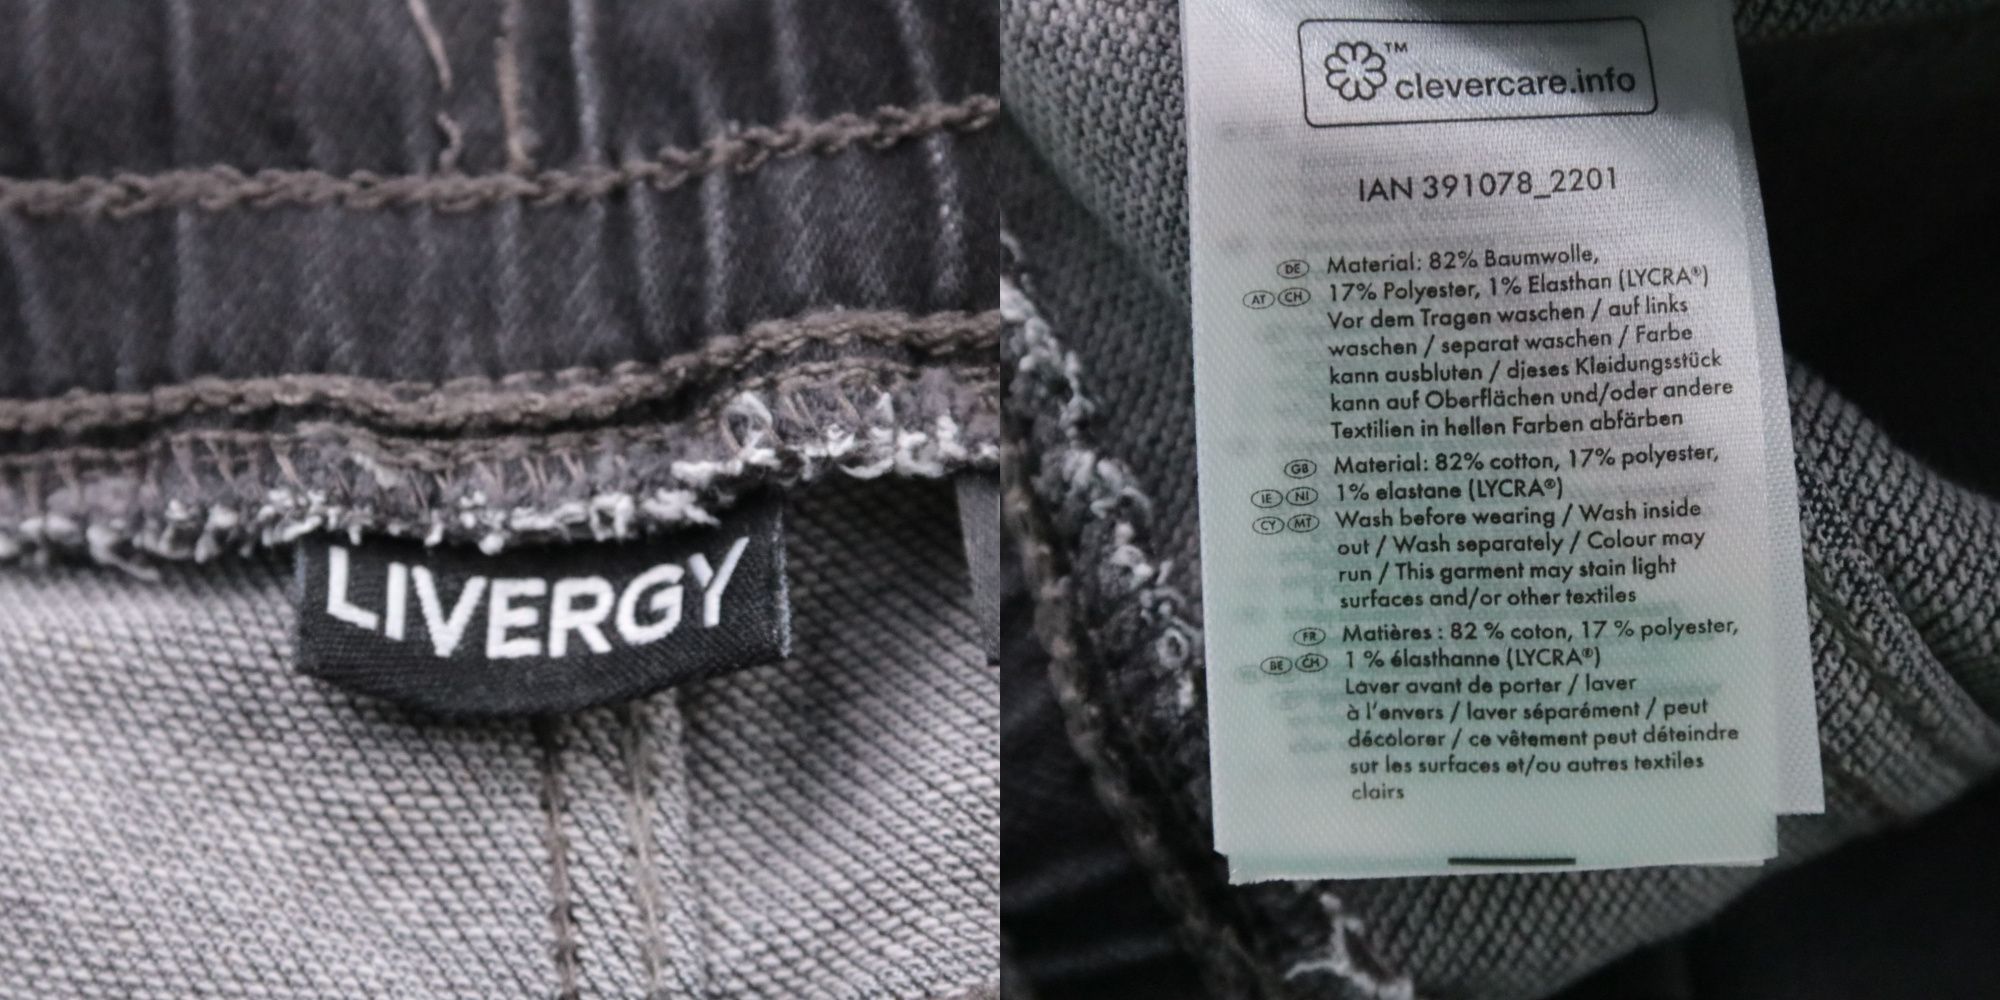 LIVERGY
™
clevercare.info
IAN 391078_2201
DE Material: 82% Baumwolle,
AT CH 17% Polyester, 1% Elasthan (LYCRA®)
Vor dem Tragen waschen / auf links
waschen / separat waschen / Farbe
kann ausbluten / dieses Kleidungsstück
kann auf Oberflächen und/oder andere
Textilien in hellen Farben abfärben
GB Material: 82% cotton, 17% polyester,
IE NI 1% elastane (LYCRA®)
CY MT Wash before wearing / Wash inside
out / Wash separately / Colour may
run / This garment may stain light
surfaces and/or other textiles
FR Matières : 82 % coton, 17 % polyester,
BE CH 1 % élasthanne (LYCRA®)
Laver avant de porter / laver
à l'envers / laver séparément / peut
décolorer / ce vêtement peut déteindre
sur les surfaces et/ou autres textiles
clairs